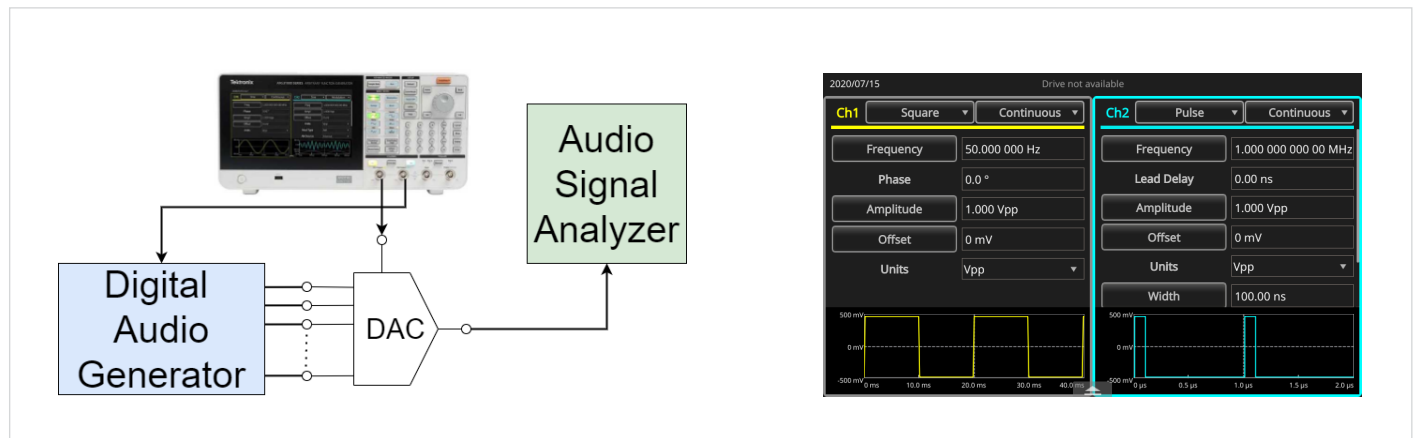 Tektronix
Digital
Audio
Generator
DAC
Audio
Signal
Analyzer
2020/07/15 Drive not available
Ch1 Square Continuous
Frequency 50.000 000 Hz
Phase 0.0 °
Amplitude 1.000 Vpp
Offset 0 mV
Units Vpp
500 mV
0 mV
-500 mV
0 ms 10.0 ms 20.0 ms 30.0 ms 40.0 ms
Ch2 Pulse Continuous
Frequency 1.000 000 000 00 MHz
Lead Delay 0.00 ns
Amplitude 1.000 Vpp
Offset 0 mV
Units Vpp
Width 100.00 ns
500 mV
0 mV
-500 mV
0 µs 0.5 µs 1.0 µs 1.5 µs 2.0 µs